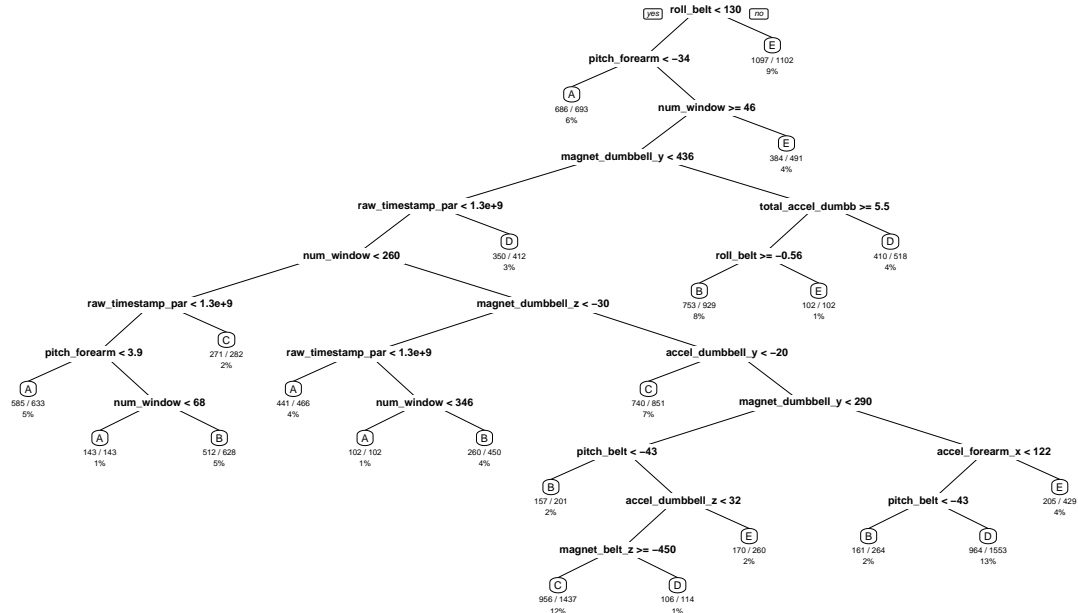 yes roll_belt < 130 no
pitch_forearm < −34
E
1097 / 1102
9%
A
686 / 693
6%
num_window >= 46
E
384 / 491
4%
magnet_dumbbell_y < 436
raw_timestamp_par < 1.3e+9
total_accel_dumbb >= 5.5
D
350 / 412
3%
D
410 / 518
4%
num_window < 260
roll_belt >= −0.56
B
753 / 929
8%
E
102 / 102
1%
raw_timestamp_par < 1.3e+9
magnet_dumbbell_z < −30
C
271 / 282
2%
pitch_forearm < 3.9
raw_timestamp_par < 1.3e+9
accel_dumbbell_y < −20
A
585 / 633
5%
A
441 / 466
4%
C
740 / 851
7%
num_window < 68
num_window < 346
magnet_dumbbell_y < 290
A
143 / 143
1%
B
512 / 628
5%
A
102 / 102
1%
B
260 / 450
4%
pitch_belt < −43
accel_forearm_x < 122
B
157 / 201
2%
E
205 / 429
4%
accel_dumbbell_z < 32
pitch_belt < −43
E
170 / 260
2%
B
161 / 264
2%
D
964 / 1553
13%
magnet_belt_z >= −450
C
956 / 1437
12%
D
106 / 114
1%